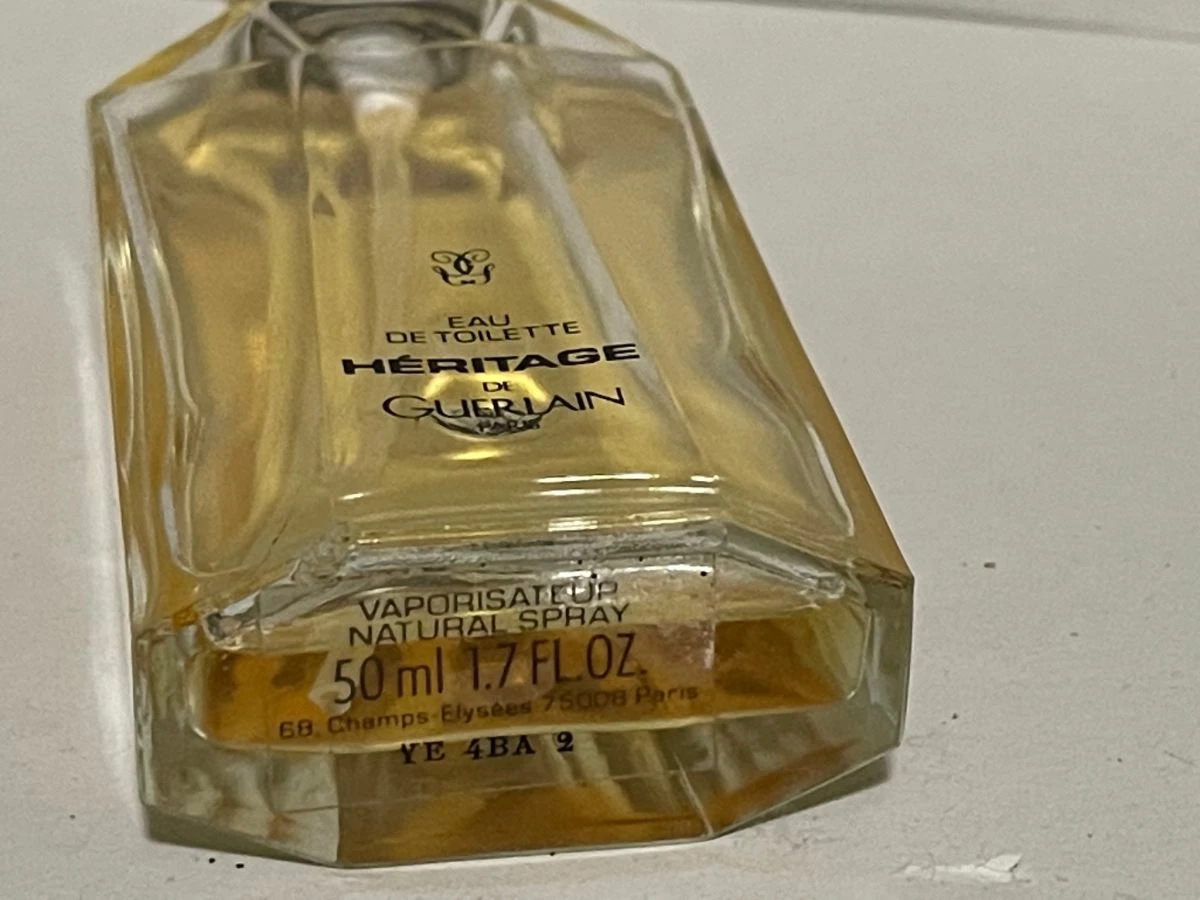 EAU
DE TOILETTE
HÉRITAGE
DE
GUERLAIN
PARIS
VAPORISATEUR
NATURAL SPRAY
50 ml 1.7 FL.OZ.
68, Champs-Elysées 75008 Paris
YE 4BA 2